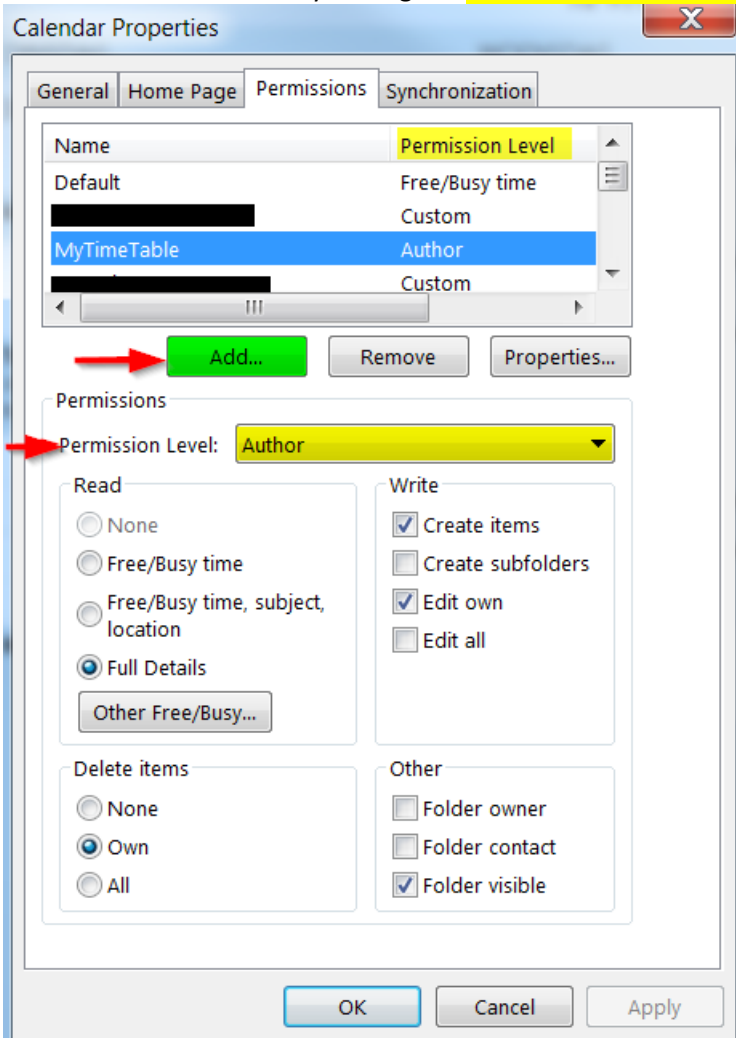 Calendar Properties
X
General Home Page Permissions Synchronization
Name Permission Level
Default Free/Busy time
Custom
MyTimeTable Author
Custom
Add... Remove Properties...
Permissions
Permission Level: Author
Read Write
None Create items
Free/Busy time Create subfolders
Free/Busy time, subject, Edit own
location
Edit all
Full Details
Other Free/Busy...
Delete items Other
None Folder owner
Own Folder contact
All Folder visible
OK Cancel Apply